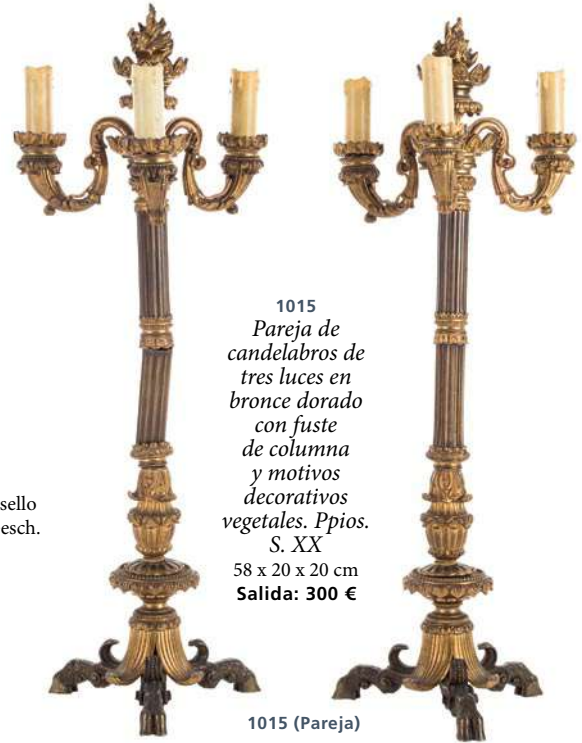 1015
Pareja de
candelabros de
tres luces en
bronce dorado
con fuste
de columna
y motivos
decorativos
vegetales. Ppios.
S. XX
58 x 20 x 20 cm
Salida: 300 €
sello
esch.
1015 (Pareja)